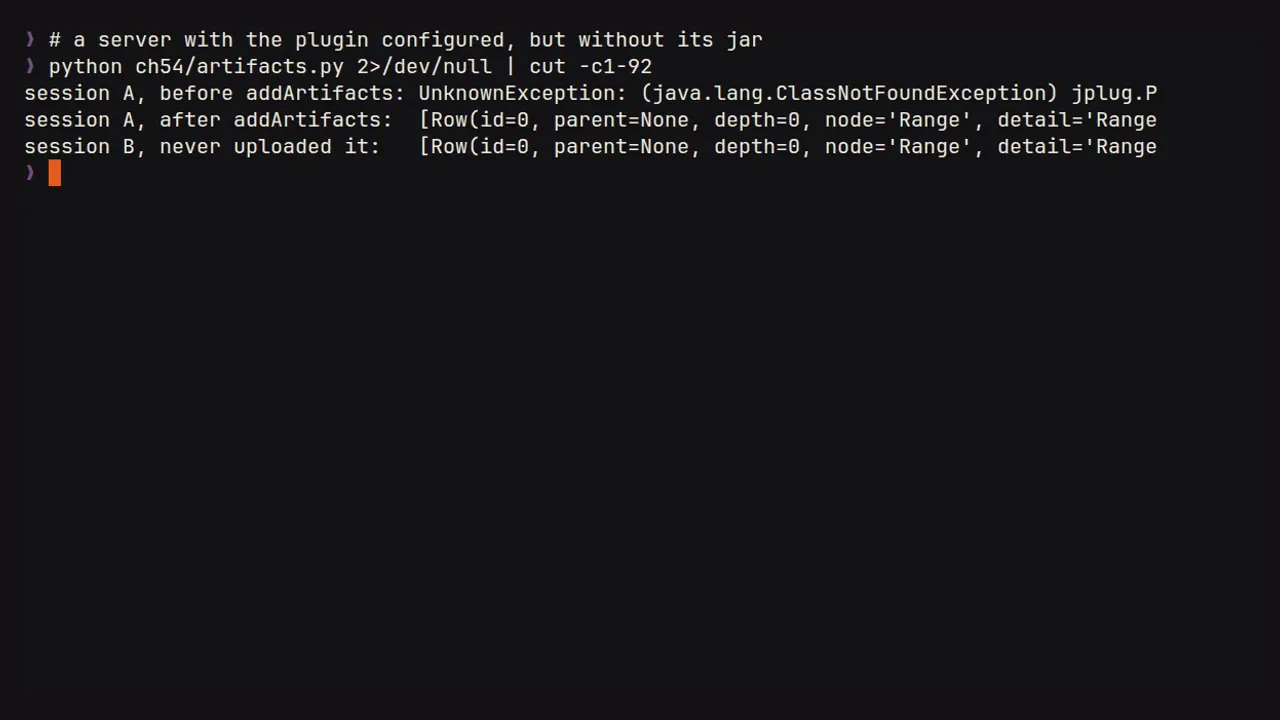 ❯ # a server with the plugin configured, but without its jar
❯ python ch54/artifacts.py 2>/dev/null | cut -c1-92
session A, before addArtifacts: UnknownException: (java.lang.ClassNotFoundException) jplug.P
session A, after addArtifacts:  [Row(id=0, parent=None, depth=0, node='Range', detail='Range
session B, never uploaded it:   [Row(id=0, parent=None, depth=0, node='Range', detail='Range
❯